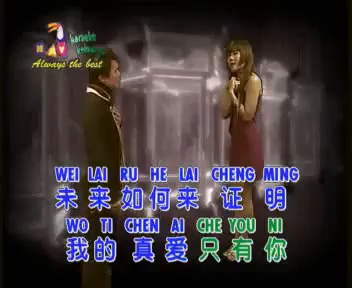 karaoke
Always the best
WEI LAI RU HE LAI CHENG MING
未来如何来证明
WO TI CHEN AI CHE YOU NI
我的真爱只有你